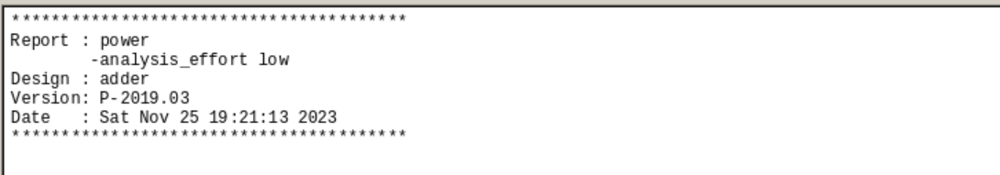 ****************************************
Report : power
        -analysis_effort low
Design : adder
Version: P-2019.03
Date   : Sat Nov 25 19:21:13 2023
****************************************